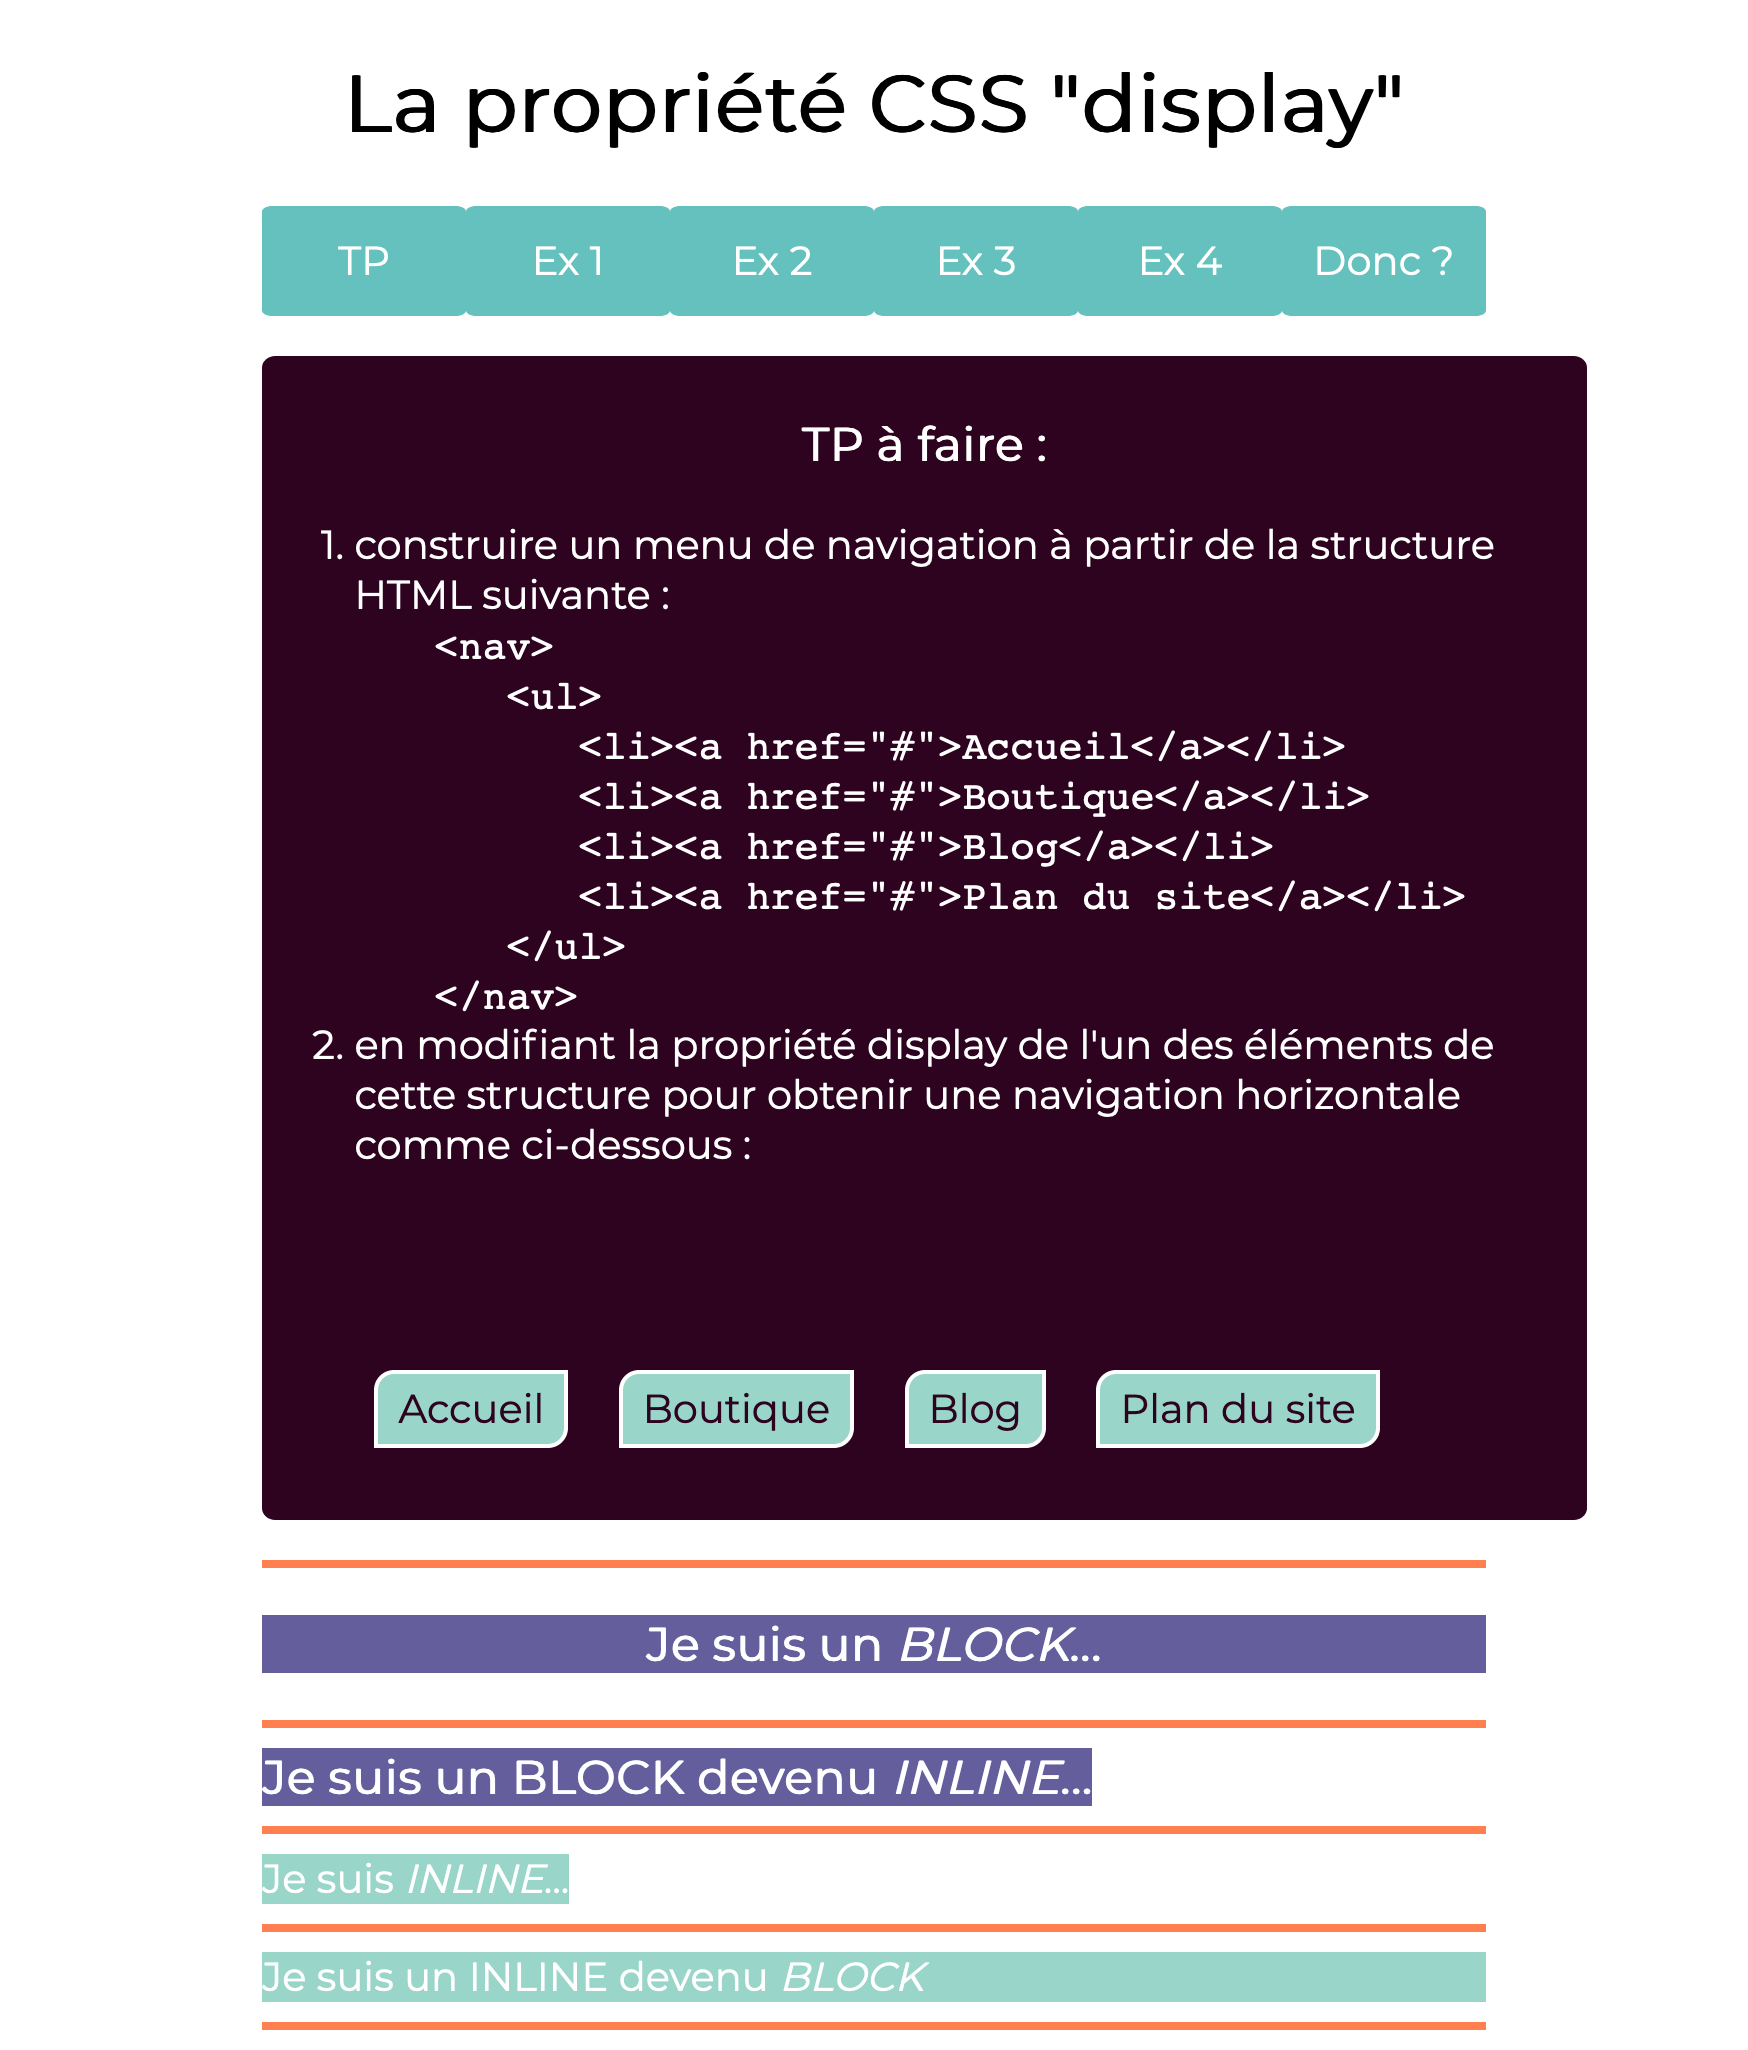 La propriété CSS "display"
TP Ex 1 Ex 2 Ex 3 Ex 4 Donc ?
TP à faire :
1. construire un menu de navigation à partir de la structure
HTML suivante :
<nav>
<ul>
<li><a href="#">Accueil</a></li>
<li><a href="#">Boutique</a></li>
<li><a href="#">Blog</a></li>
<li><a href="#">Plan du site</a></li>
</ul>
</nav>
2. en modifiant la propriété display de l'un des éléments de
cette structure pour obtenir une navigation horizontale
comme ci-dessous :
Accueil Boutique Blog Plan du site
Je suis un BLOCK...
Je suis un BLOCK devenu INLINE...
Je suis INLINE...
Je suis un INLINE devenu BLOCK